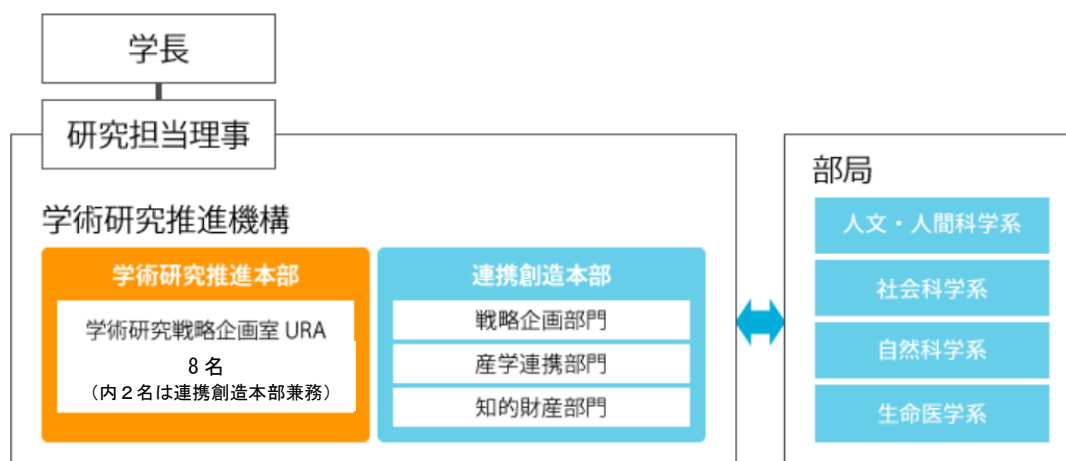 学長
研究担当理事
学術研究推進機構
学術研究推進本部
学術研究戦略企画室 URA
8 名
（内２名は連携創造本部兼務）
連携創造本部
戦略企画部門
産学連携部門
知的財産部門
部局
人文・人間科学系
社会科学系
自然科学系
生命医学系